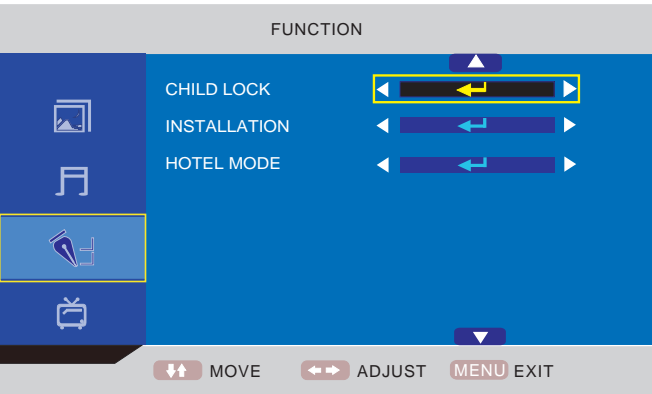 FUNCTION
CHILD LOCK
INSTALLATION
HOTEL MODE
MOVE ADJUST MENU EXIT